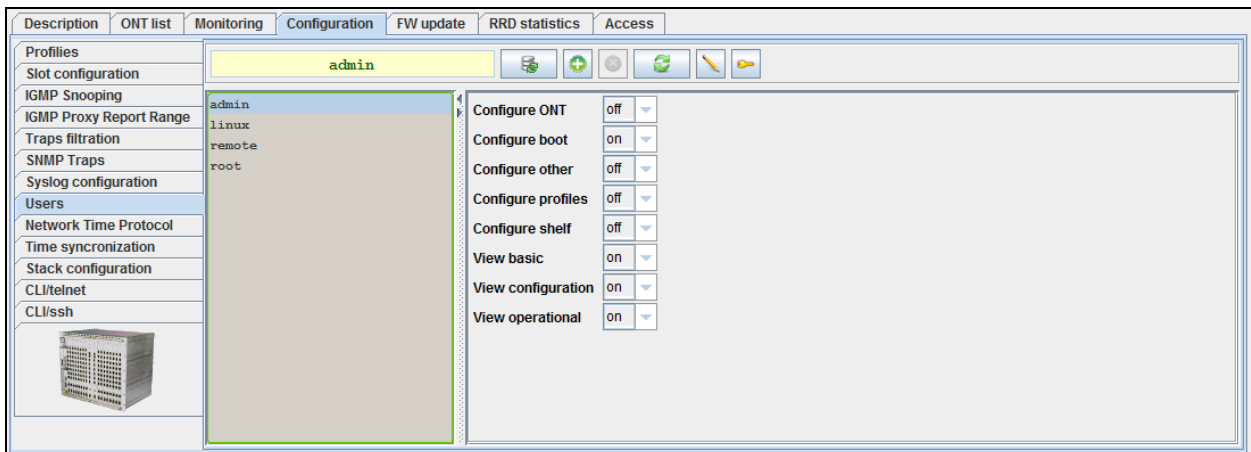 Description ONT list Monitoring Configuration FW update RRD statistics Access
Profilies
Slot configuration
IGMP Snooping
IGMP Proxy Report Range
Traps filtration
SNMP Traps
Syslog configuration
Users
Network Time Protocol
Time syncronization
Stack configuration
CLI/telnet
CLI/ssh
admin
admin
linux
remote
root
Configure ONT off
Configure boot on
Configure other off
Configure profiles off
Configure shelf off
View basic on
View configuration on
View operational on